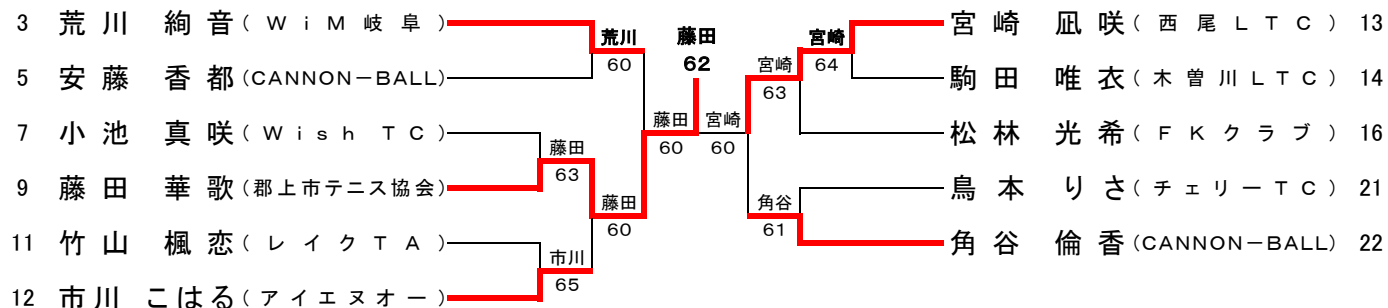 3 荒川 絢音(WiM岐阜)
5 安藤 香都(CANNON-BALL)
7 小池 真咲(Wish TC)
9 藤田 華歌(郡上市テニス協会)
11 竹山 楓恋(レイクTA)
12 市川 こはる(アイエヌオー)
荒川
60
藤田
63
市川
65
藤田
60
藤田
60
藤田
62
宮崎
60
宮崎
63
角谷
61
宮崎
64
宮崎 凪咲(西尾LTC) 13
駒田 唯衣(木曽川LTC) 14
松林 光希(FKクラブ) 16
鳥本 りさ(チェリーTC) 21
角谷 倫香(CANNON-BALL) 22